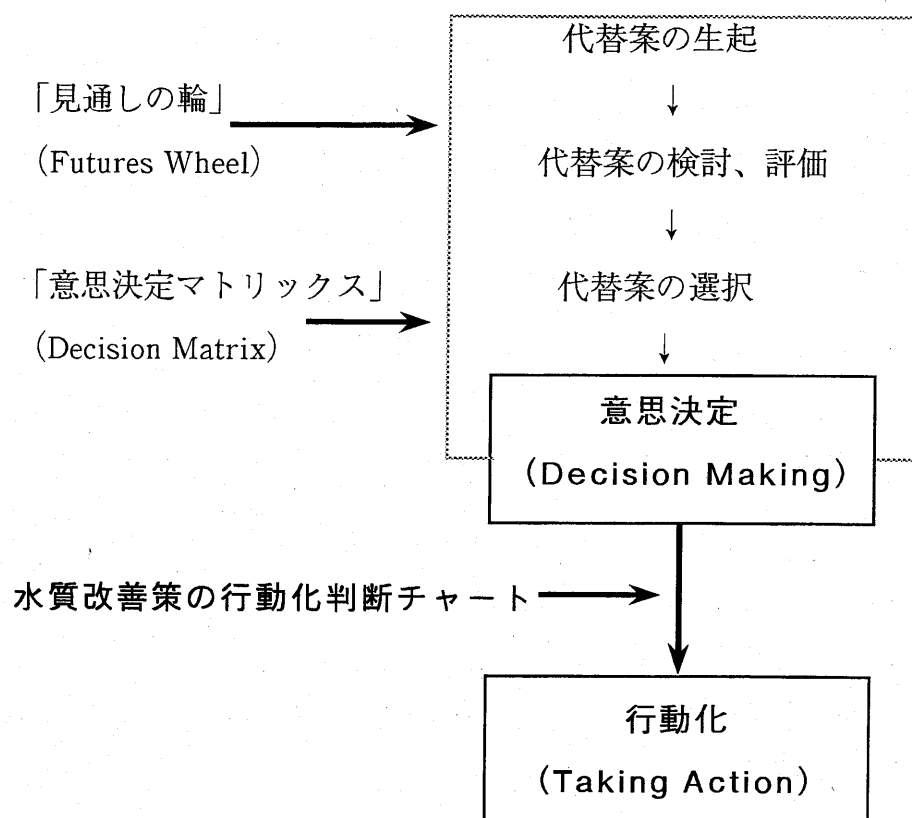 代替案の生起
「見通しの輪」
(Futures Wheel)
↓
代替案の検討、評価
↓
「意思決定マトリックス」
(Decision Matrix)
代替案の選択
↓
意思決定
(Decision Making)
水質改善策の行動化判断チャート
行動化
(Taking Action)